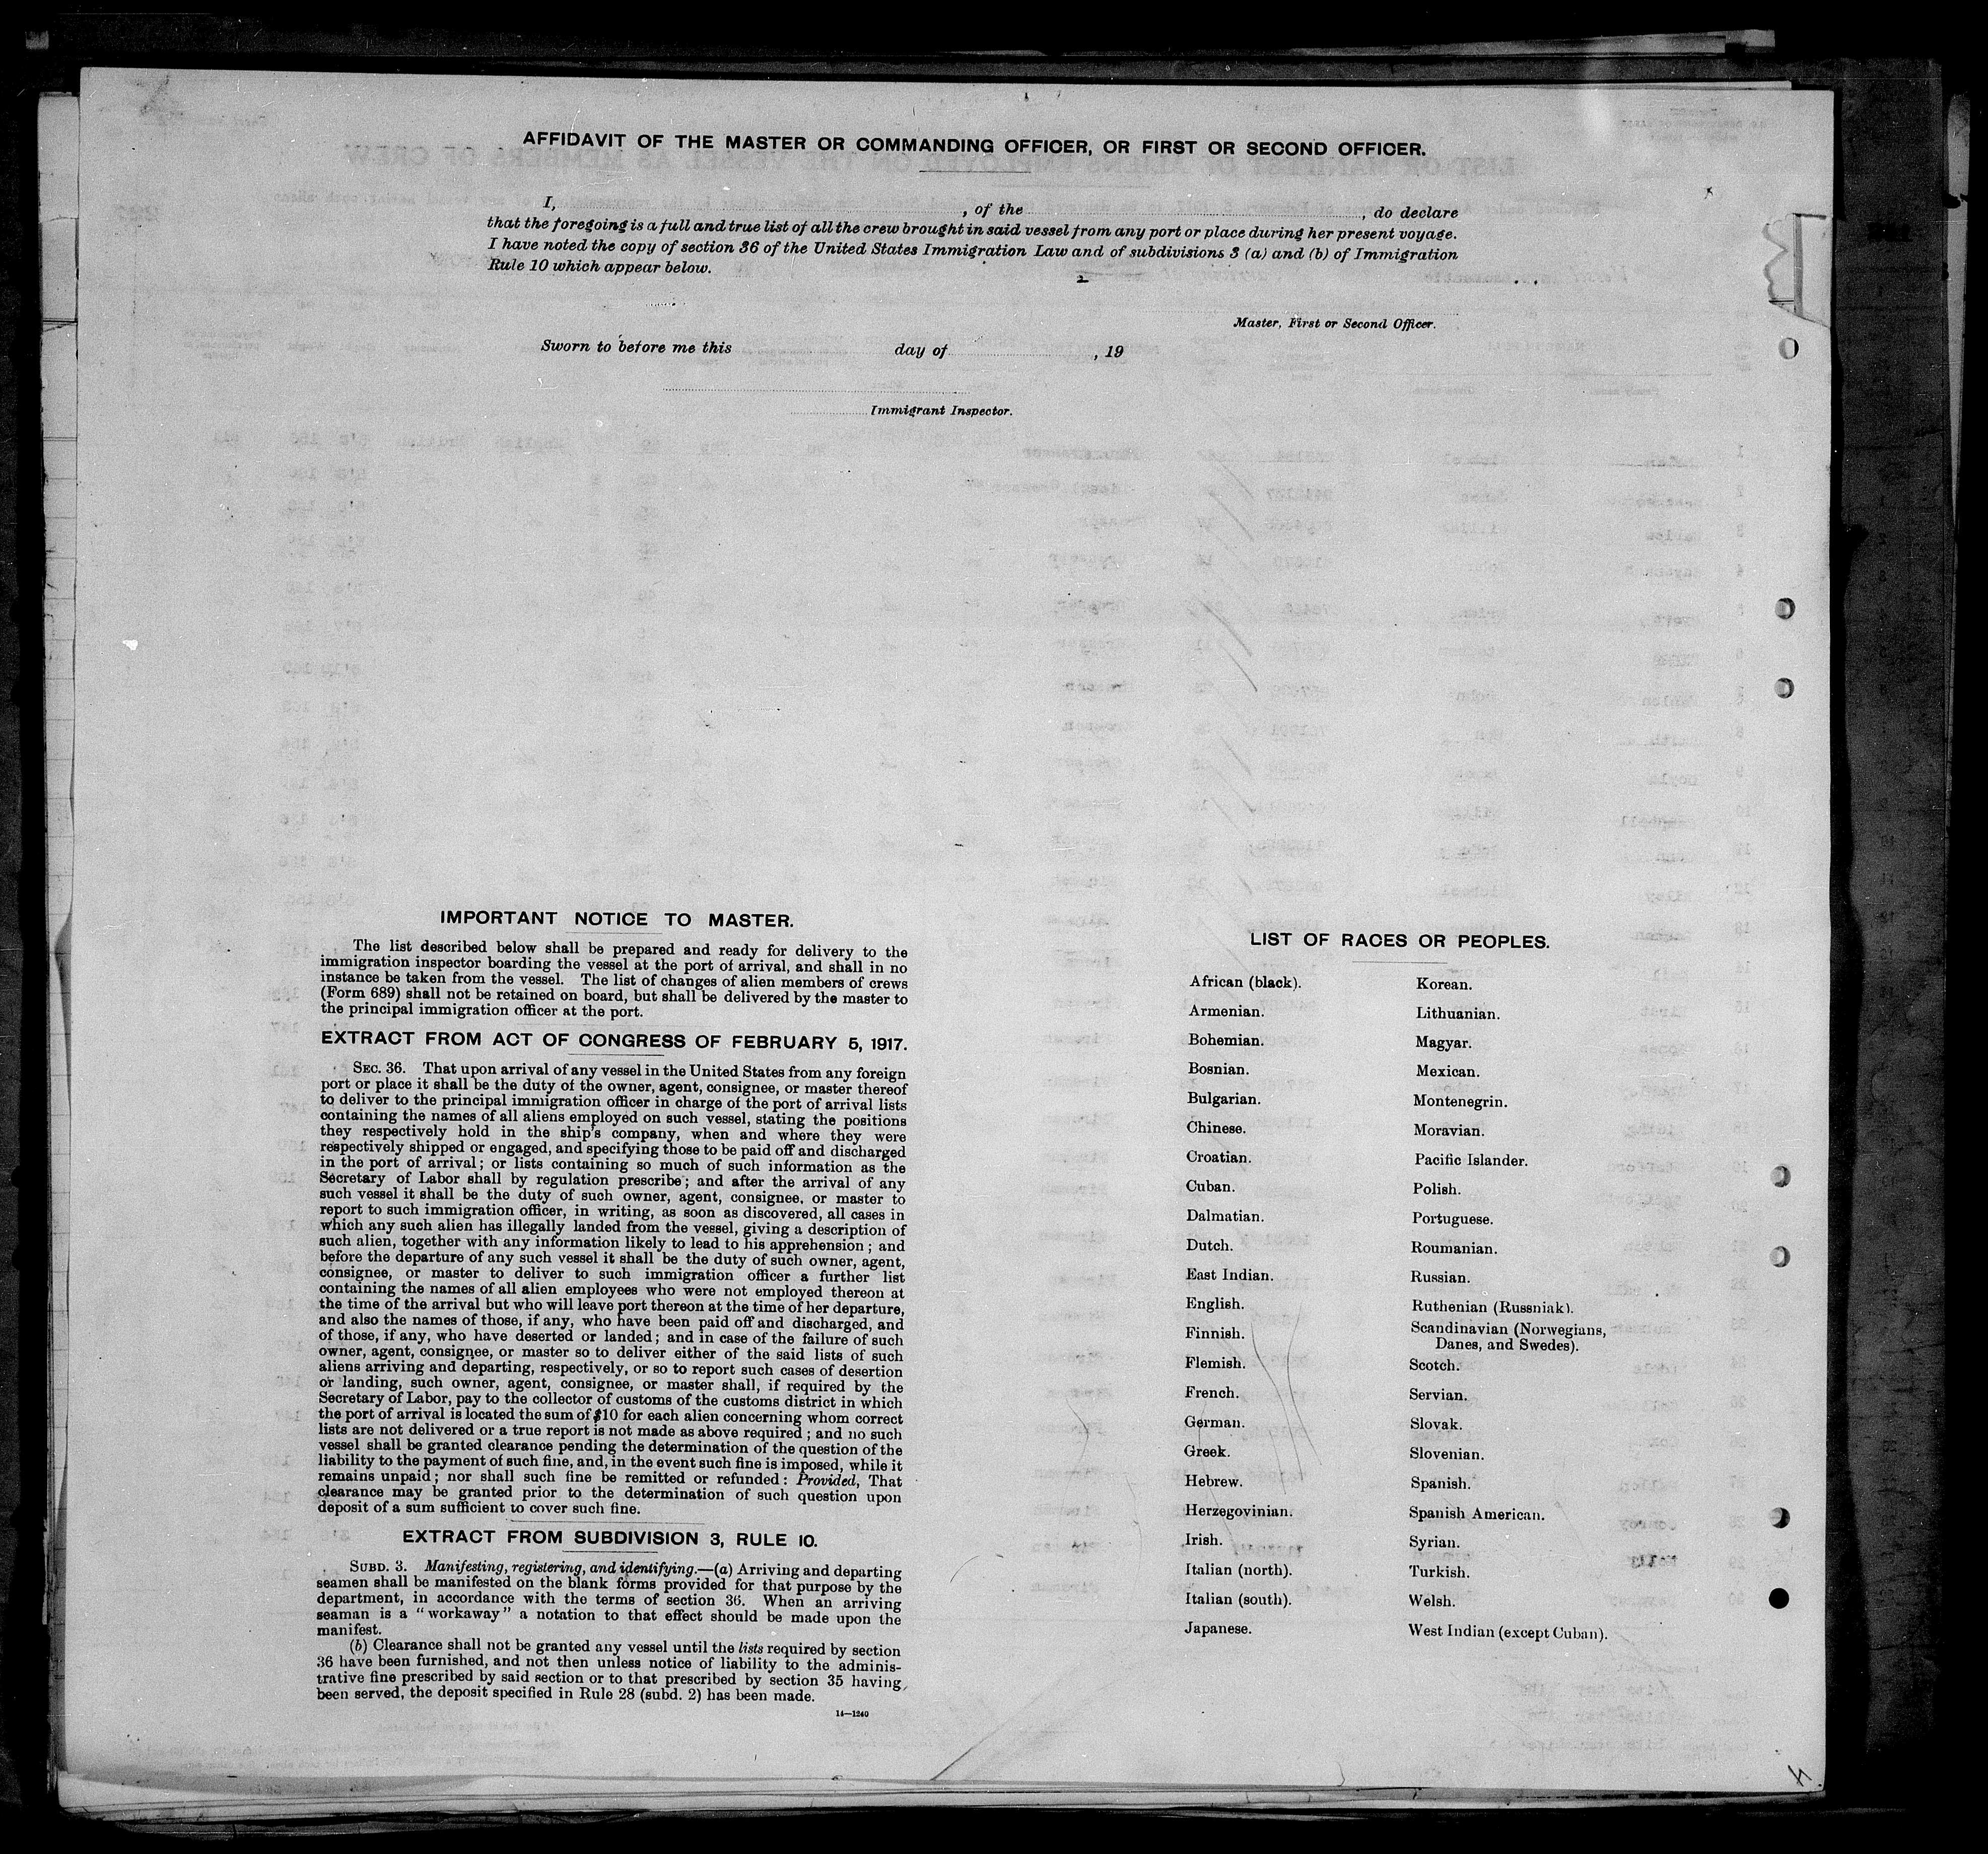 AFFIDAVIT OF THE MASTER OR COMMANDING OFFICER, OR FIRST OR SECOND OFFICER.
I, , of the , do declare
that the foregoing is a full and true list of all the crew brought in said vessel from any port or place during her present voyage.
I have noted the copy of section 36 of the United States Immigration Law and of subdivisions 3 (a) and (b) of Immigration
Rule 10 which appear below.
Master, First or Second Officer.
Sworn to before me this day of , 19
Immigrant Inspector.
IMPORTANT NOTICE TO MASTER.
The list described below shall be prepared and ready for delivery to the
immigration inspector boarding the vessel at the port of arrival, and shall in no
instance be taken from the vessel. The list of changes of alien members of crews
(Form 689) shall not be retained on board, but shall be delivered by the master to
the principal immigration officer at the port.
EXTRACT FROM ACT OF CONGRESS OF FEBRUARY 5, 1917.
SEC. 36. That upon arrival of any vessel in the United States from any foreign
port or place it shall be the duty of the owner, agent, consignee, or master thereof
to deliver to the principal immigration officer in charge of the port of arrival lists
containing the names of all aliens employed on such vessel, stating the positions
they respectively hold in the ship's company, when and where they were
respectively shipped or engaged, and specifying those to be paid off and discharged
in the port of arrival; or lists containing so much of such information as the
Secretary of Labor shall by regulation prescribe; and after the arrival of any
such vessel it shall be the duty of such owner, agent, consignee, or master to
report to such immigration officer, in writing, as soon as discovered, all cases in
which any such alien has illegally landed from the vessel, giving a description of
such alien, together with any information likely to lead to his apprehension; and
before the departure of any such vessel it shall be the duty of such owner, agent,
consignee, or master to deliver to such immigration officer a further list
containing the names of all alien employees who were not employed thereon at
the time of the arrival but who will leave port thereon at the time of her departure,
and also the names of those, if any, who have been paid off and discharged, and
of those, if any, who have deserted or landed; and in case of the failure of such
owner, agent, consignee, or master so to deliver either of the said lists of such
aliens arriving and departing, respectively, or so to report such cases of desertion
or landing, such owner, agent, consignee, or master shall, if required by the
Secretary of Labor, pay to the collector of customs of the customs district in which
the port of arrival is located the sum of $10 for each alien concerning whom correct
lists are not delivered or a true report is not made as above required; and no such
vessel shall be granted clearance pending the determination of the question of the
liability to the payment of such fine, and, in the event such fine is imposed, while it
remains unpaid; nor shall such fine be remitted or refunded: Provided, That
clearance may be granted prior to the determination of such question upon
deposit of a sum sufficient to cover such fine.
EXTRACT FROM SUBDIVISION 3, RULE 10.
SUBD. 3. Manifesting, registering, and identifying.—(a) Arriving and departing
seamen shall be manifested on the blank forms provided for that purpose by the
department, in accordance with the terms of section 36. When an arriving
seaman is a "workaway" a notation to that effect should be made upon the
manifest.
(b) Clearance shall not be granted any vessel until the lists required by section
36 have been furnished, and not then unless notice of liability to the adminis-
trative fine prescribed by said section or to that prescribed by section 35 having
been served, the deposit specified in Rule 28 (subd. 2) has been made.
14—1240
LIST OF RACES OR PEOPLES.
African (black).
Armenian.
Bohemian.
Bosnian.
Bulgarian.
Chinese.
Croatian.
Cuban.
Dalmatian.
Dutch.
East Indian.
English.
Finnish.
Flemish.
French.
German.
Greek.
Hebrew.
Herzegovinian.
Irish.
Italian (north).
Italian (south).
Japanese.
Korean.
Lithuanian.
Magyar.
Mexican.
Montenegrin.
Moravian.
Pacific Islander.
Polish.
Portuguese.
Roumanian.
Russian.
Ruthenian (Russniak).
Scandinavian (Norwegians,
Danes, and Swedes).
Scotch.
Servian.
Slovak.
Slovenian.
Spanish.
Spanish American.
Syrian.
Turkish.
Welsh.
West Indian (except Cuban).